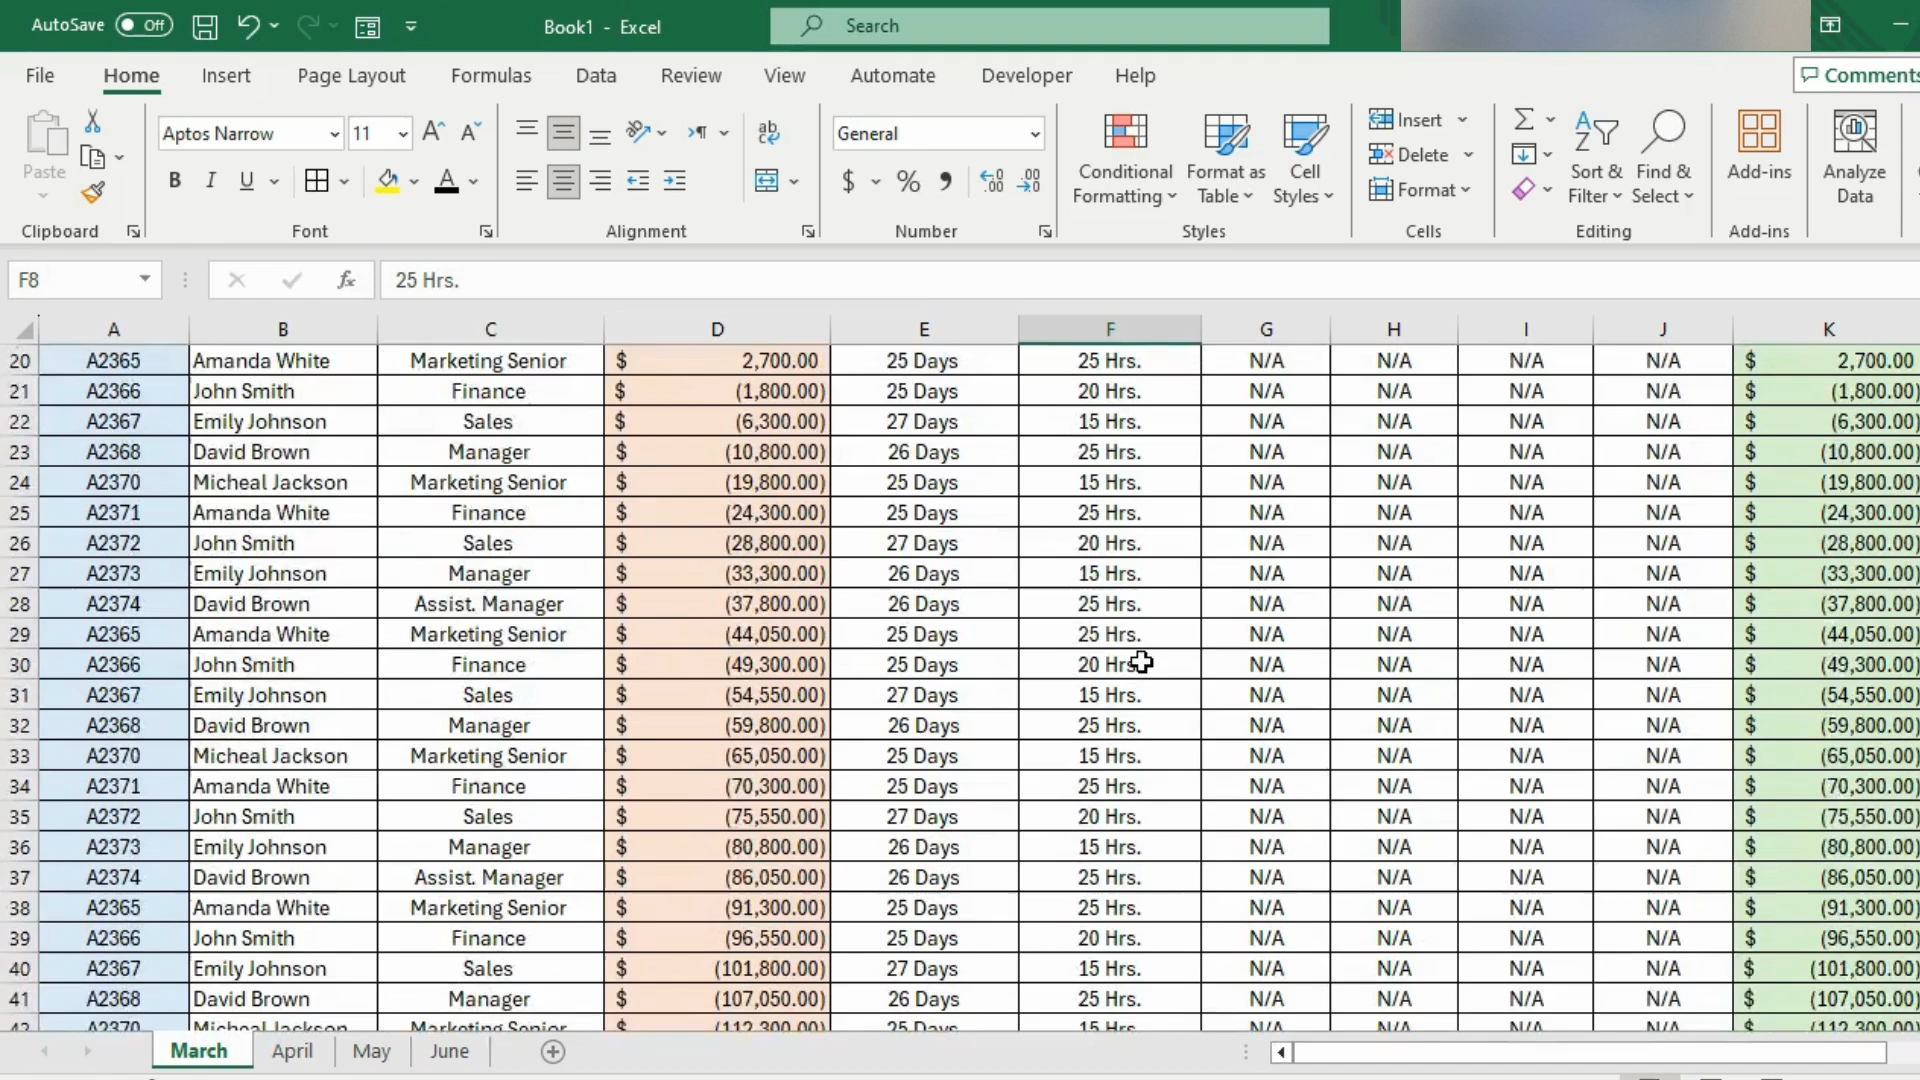 AutoSave Off Book1 - Excel Search
File Home Insert Page Layout Formulas Data Review View Automate Developer Help Comments
Paste Aptos Narrow 11 General Conditional Formatting Format as Table Cell Styles Insert Delete Format Sort & Filter Find & Select Add-ins Analyze Data
Clipboard Font Alignment Number Styles Cells Editing Add-ins
F8 fx 25 Hrs.
A B C D E F G H I J K
20 A2365 Amanda White Marketing Senior $ 2,700.00 25 Days 25 Hrs. N/A N/A N/A N/A $ 2,700.00
21 A2366 John Smith Finance $ (1,800.00) 25 Days 20 Hrs. N/A N/A N/A N/A $ (1,800.00)
22 A2367 Emily Johnson Sales $ (6,300.00) 27 Days 15 Hrs. N/A N/A N/A N/A $ (6,300.00)
23 A2368 David Brown Manager $ (10,800.00) 26 Days 25 Hrs. N/A N/A N/A N/A $ (10,800.00)
24 A2370 Micheal Jackson Marketing Senior $ (19,800.00) 25 Days 15 Hrs. N/A N/A N/A N/A $ (19,800.00)
25 A2371 Amanda White Finance $ (24,300.00) 25 Days 25 Hrs. N/A N/A N/A N/A $ (24,300.00)
26 A2372 John Smith Sales $ (28,800.00) 27 Days 20 Hrs. N/A N/A N/A N/A $ (28,800.00)
27 A2373 Emily Johnson Manager $ (33,300.00) 26 Days 15 Hrs. N/A N/A N/A N/A $ (33,300.00)
28 A2374 David Brown Assist. Manager $ (37,800.00) 26 Days 25 Hrs. N/A N/A N/A N/A $ (37,800.00)
29 A2365 Amanda White Marketing Senior $ (44,050.00) 25 Days 25 Hrs. N/A N/A N/A N/A $ (44,050.00)
30 A2366 John Smith Finance $ (49,300.00) 25 Days 20 Hrs. N/A N/A N/A N/A $ (49,300.00)
31 A2367 Emily Johnson Sales $ (54,550.00) 27 Days 15 Hrs. N/A N/A N/A N/A $ (54,550.00)
32 A2368 David Brown Manager $ (59,800.00) 26 Days 25 Hrs. N/A N/A N/A N/A $ (59,800.00)
33 A2370 Micheal Jackson Marketing Senior $ (65,050.00) 25 Days 15 Hrs. N/A N/A N/A N/A $ (65,050.00)
34 A2371 Amanda White Finance $ (70,300.00) 25 Days 25 Hrs. N/A N/A N/A N/A $ (70,300.00)
35 A2372 John Smith Sales $ (75,550.00) 27 Days 20 Hrs. N/A N/A N/A N/A $ (75,550.00)
36 A2373 Emily Johnson Manager $ (80,800.00) 26 Days 15 Hrs. N/A N/A N/A N/A $ (80,800.00)
37 A2374 David Brown Assist. Manager $ (86,050.00) 26 Days 25 Hrs. N/A N/A N/A N/A $ (86,050.00)
38 A2365 Amanda White Marketing Senior $ (91,300.00) 25 Days 25 Hrs. N/A N/A N/A N/A $ (91,300.00)
39 A2366 John Smith Finance $ (96,550.00) 25 Days 20 Hrs. N/A N/A N/A N/A $ (96,550.00)
40 A2367 Emily Johnson Sales $ (101,800.00) 27 Days 15 Hrs. N/A N/A N/A N/A $ (101,800.00)
41 A2368 David Brown Manager $ (107,050.00) 26 Days 25 Hrs. N/A N/A N/A N/A $ (107,050.00)
42 A2370 Micheal Jackson Marketing Senior $ (112,300.00) 25 Days 15 Hrs. N/A N/A N/A N/A $ (112,300.00)
March April May June